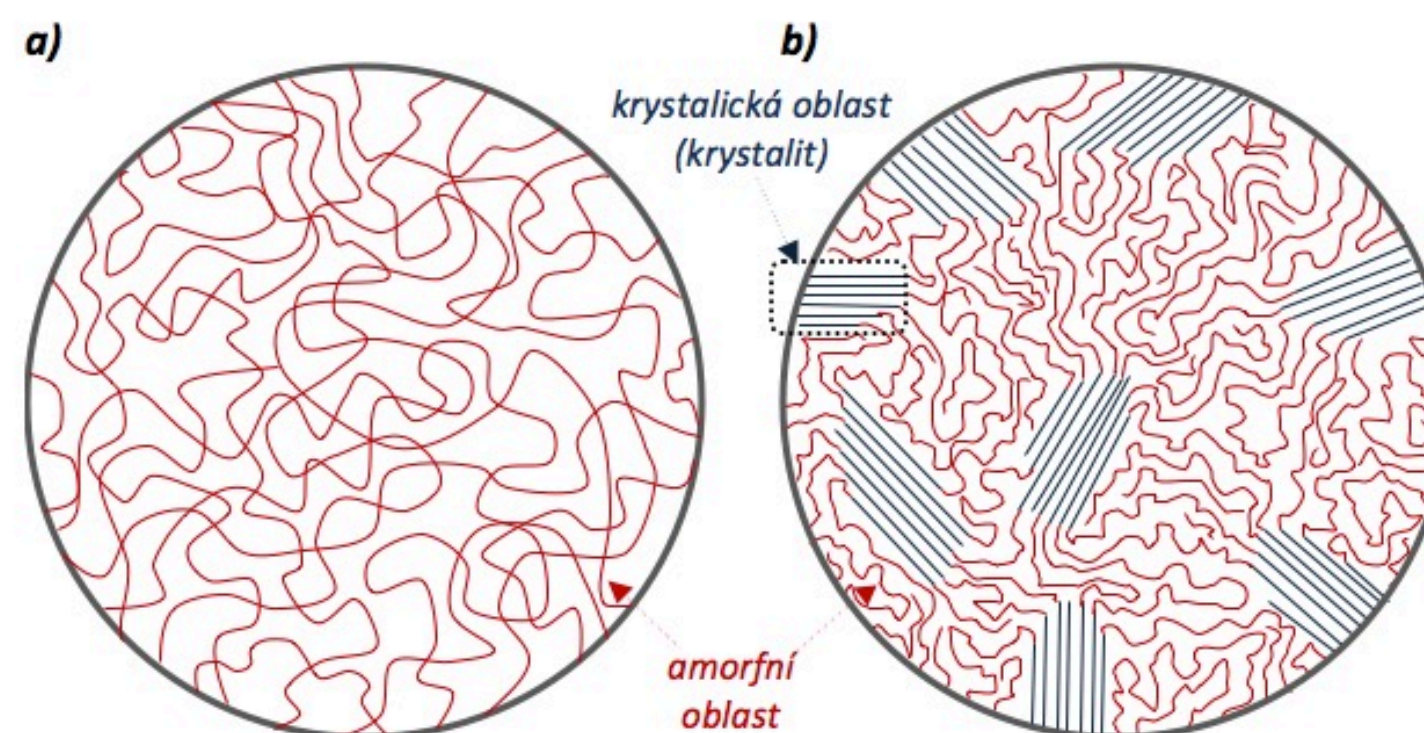 a)
b)
krystalická oblast
(krystalit)
amorfní
oblast